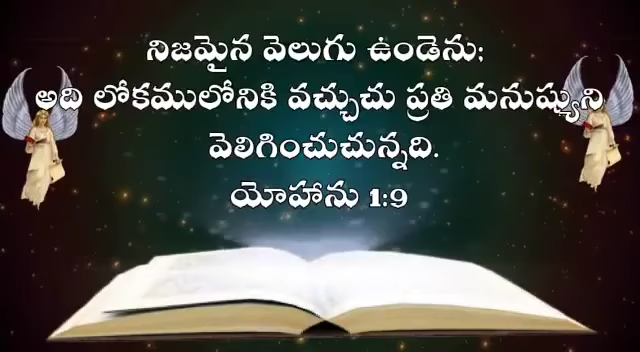 నిజమైన వెలుగు ఉండెను;
అది లోకములోనికి వచ్చుచు ప్రతి మనుష్యుని
వెలిగించుచున్నది.
యోహాను 1:9